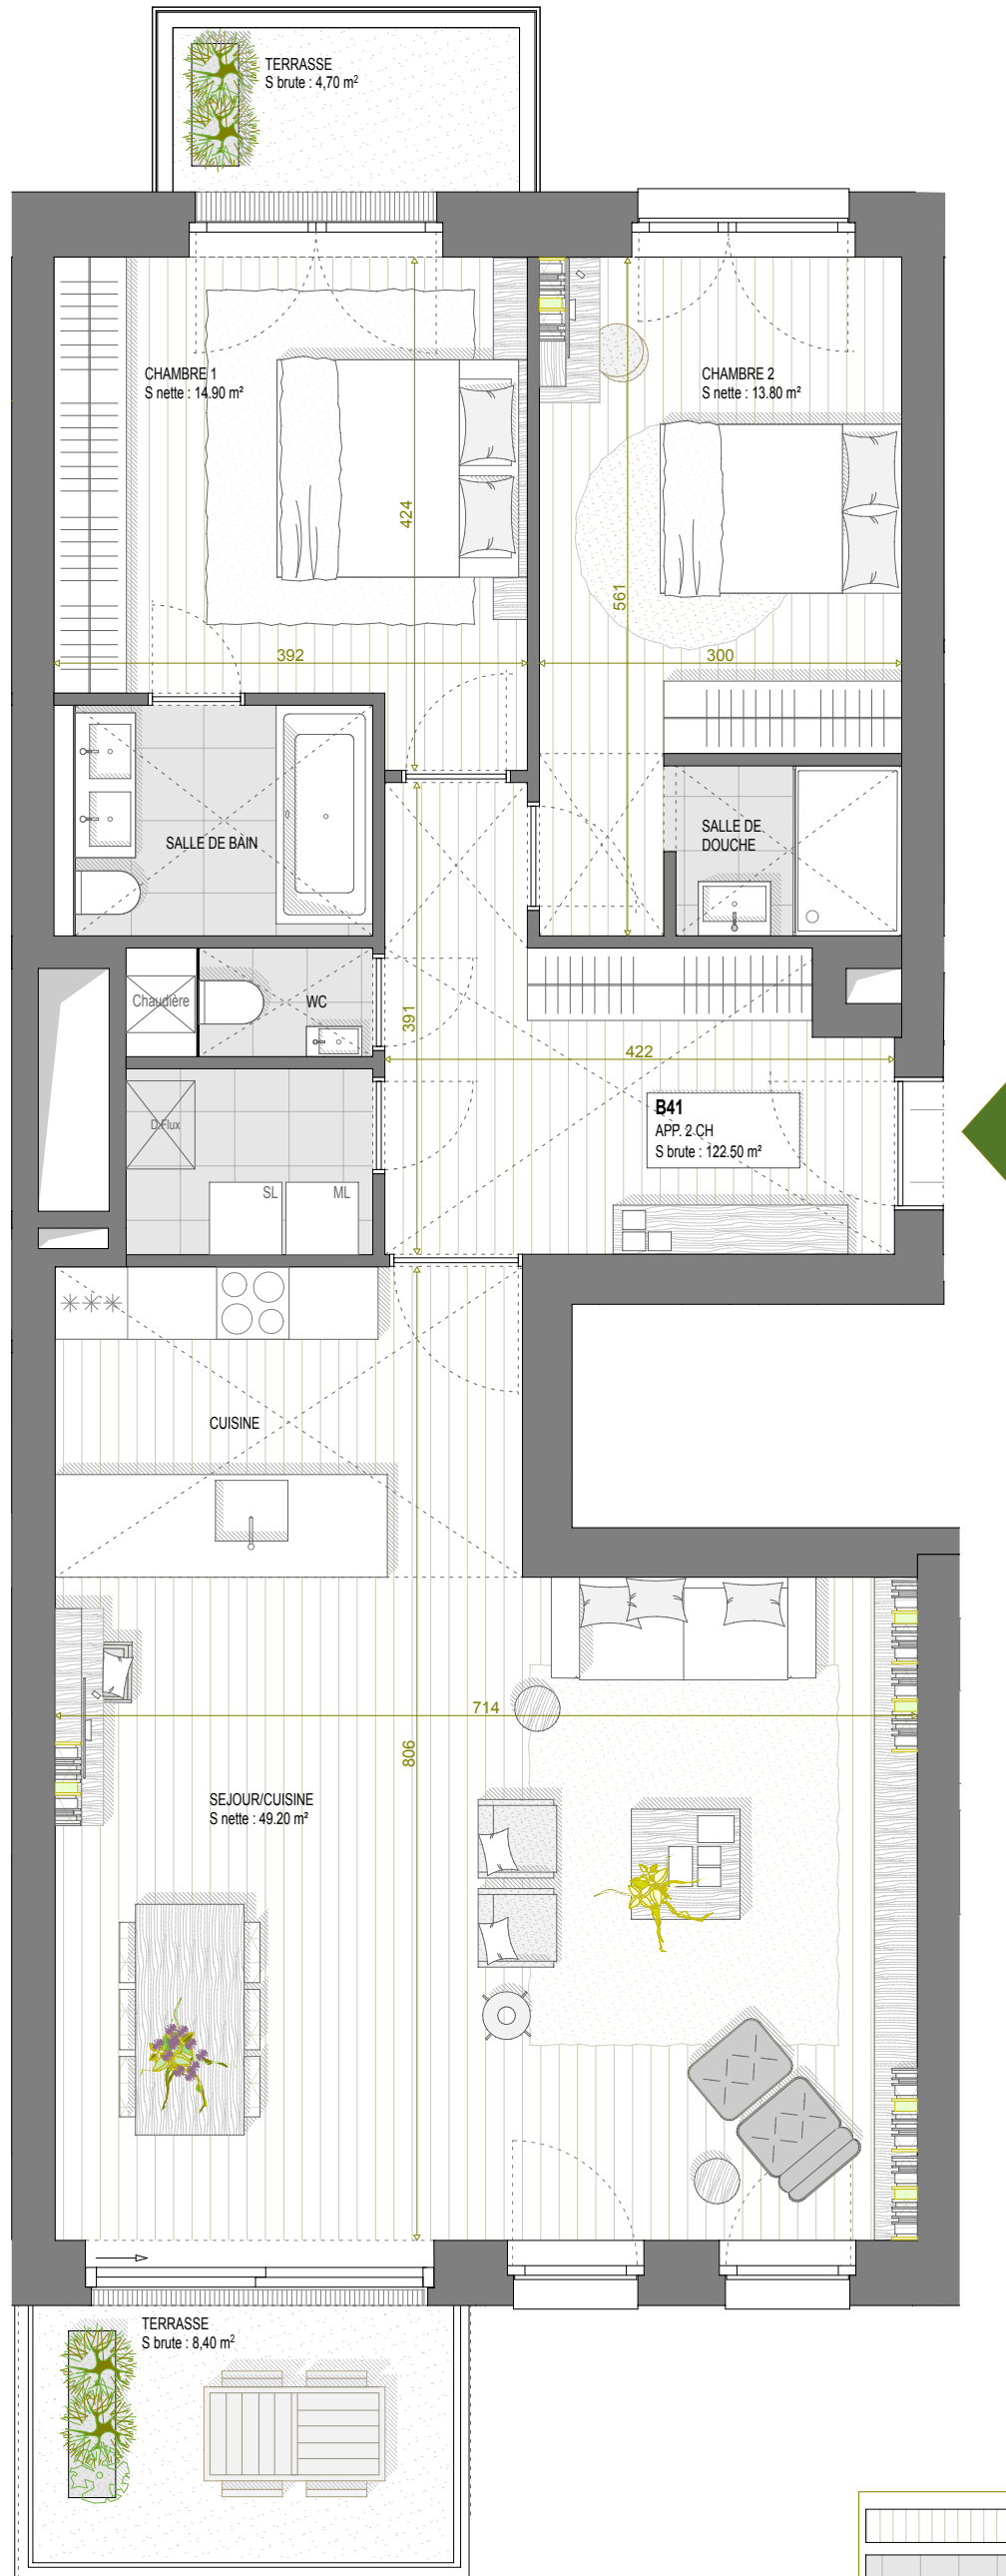 TERRASSE
S brute : 4,70 m²
CHAMBRE 1
S nette : 14.90 m²
CHAMBRE 2
S nette : 13.80 m²
424
561
392
300
SALLE DE BAIN
SALLE DE
DOUCHE
Chaudière
WC
391
422
B41
APP. 2 CH
S brute : 122.50 m²
D.Flux
SL
ML
CUISINE
714
806
SEJOUR/CUISINE
S nette : 49.20 m²
TERRASSE
S brute : 8,40 m²